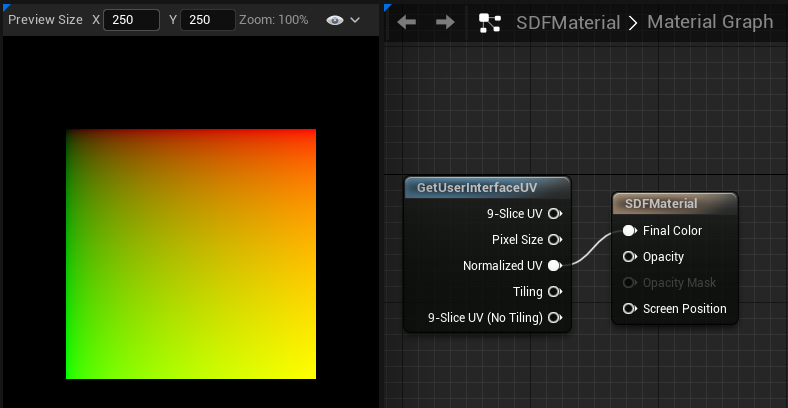 Preview Size X 250 Y 250 Zoom: 100%
SDFMaterial > Material Graph
GetUserInterfaceUV
9-Slice UV
Pixel Size
Normalized UV
Tiling
9-Slice UV (No Tiling)
SDFMaterial
Final Color
Opacity
Opacity Mask
Screen Position